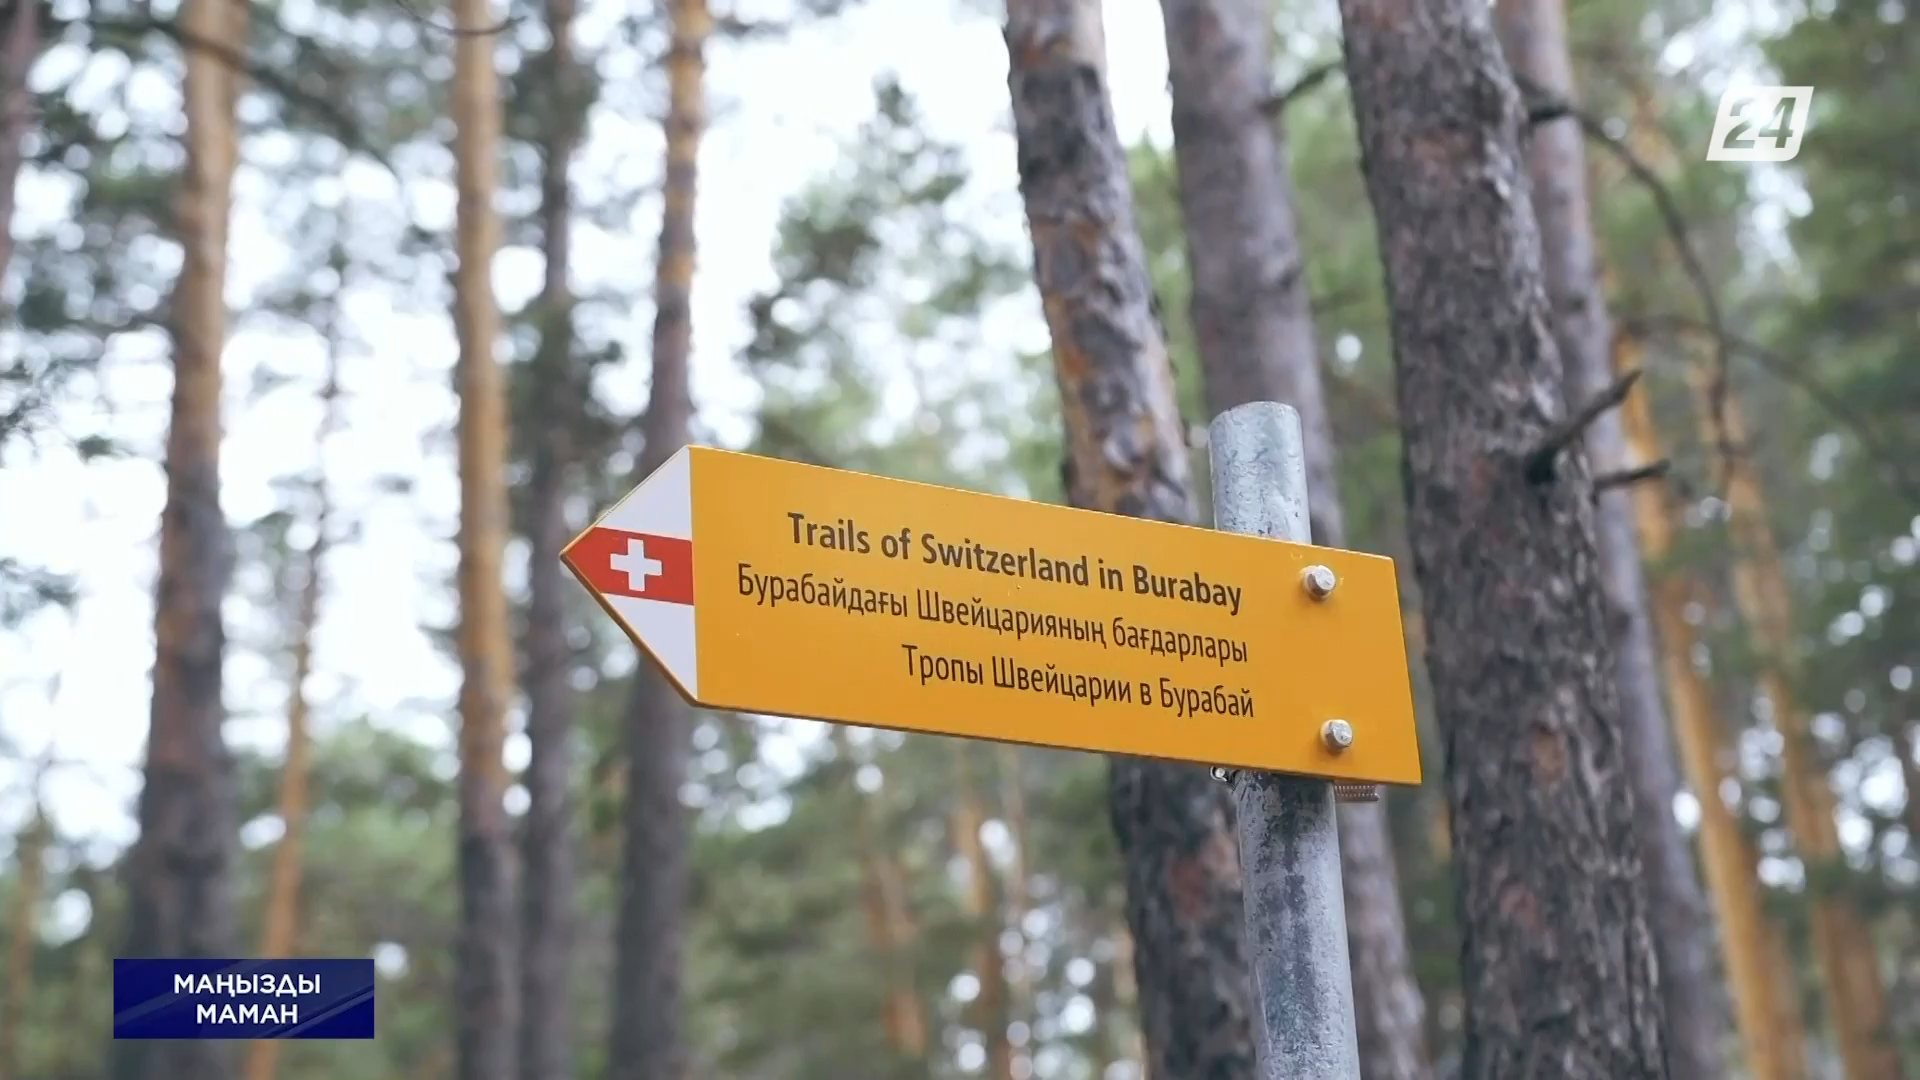 24
Trails of Switzerland in Burabay
Бурабайдағы Швейцарияның бағдарлары
Тропы Швейцарии в Бурабай
МАҢЫЗДЫ
МАМАН